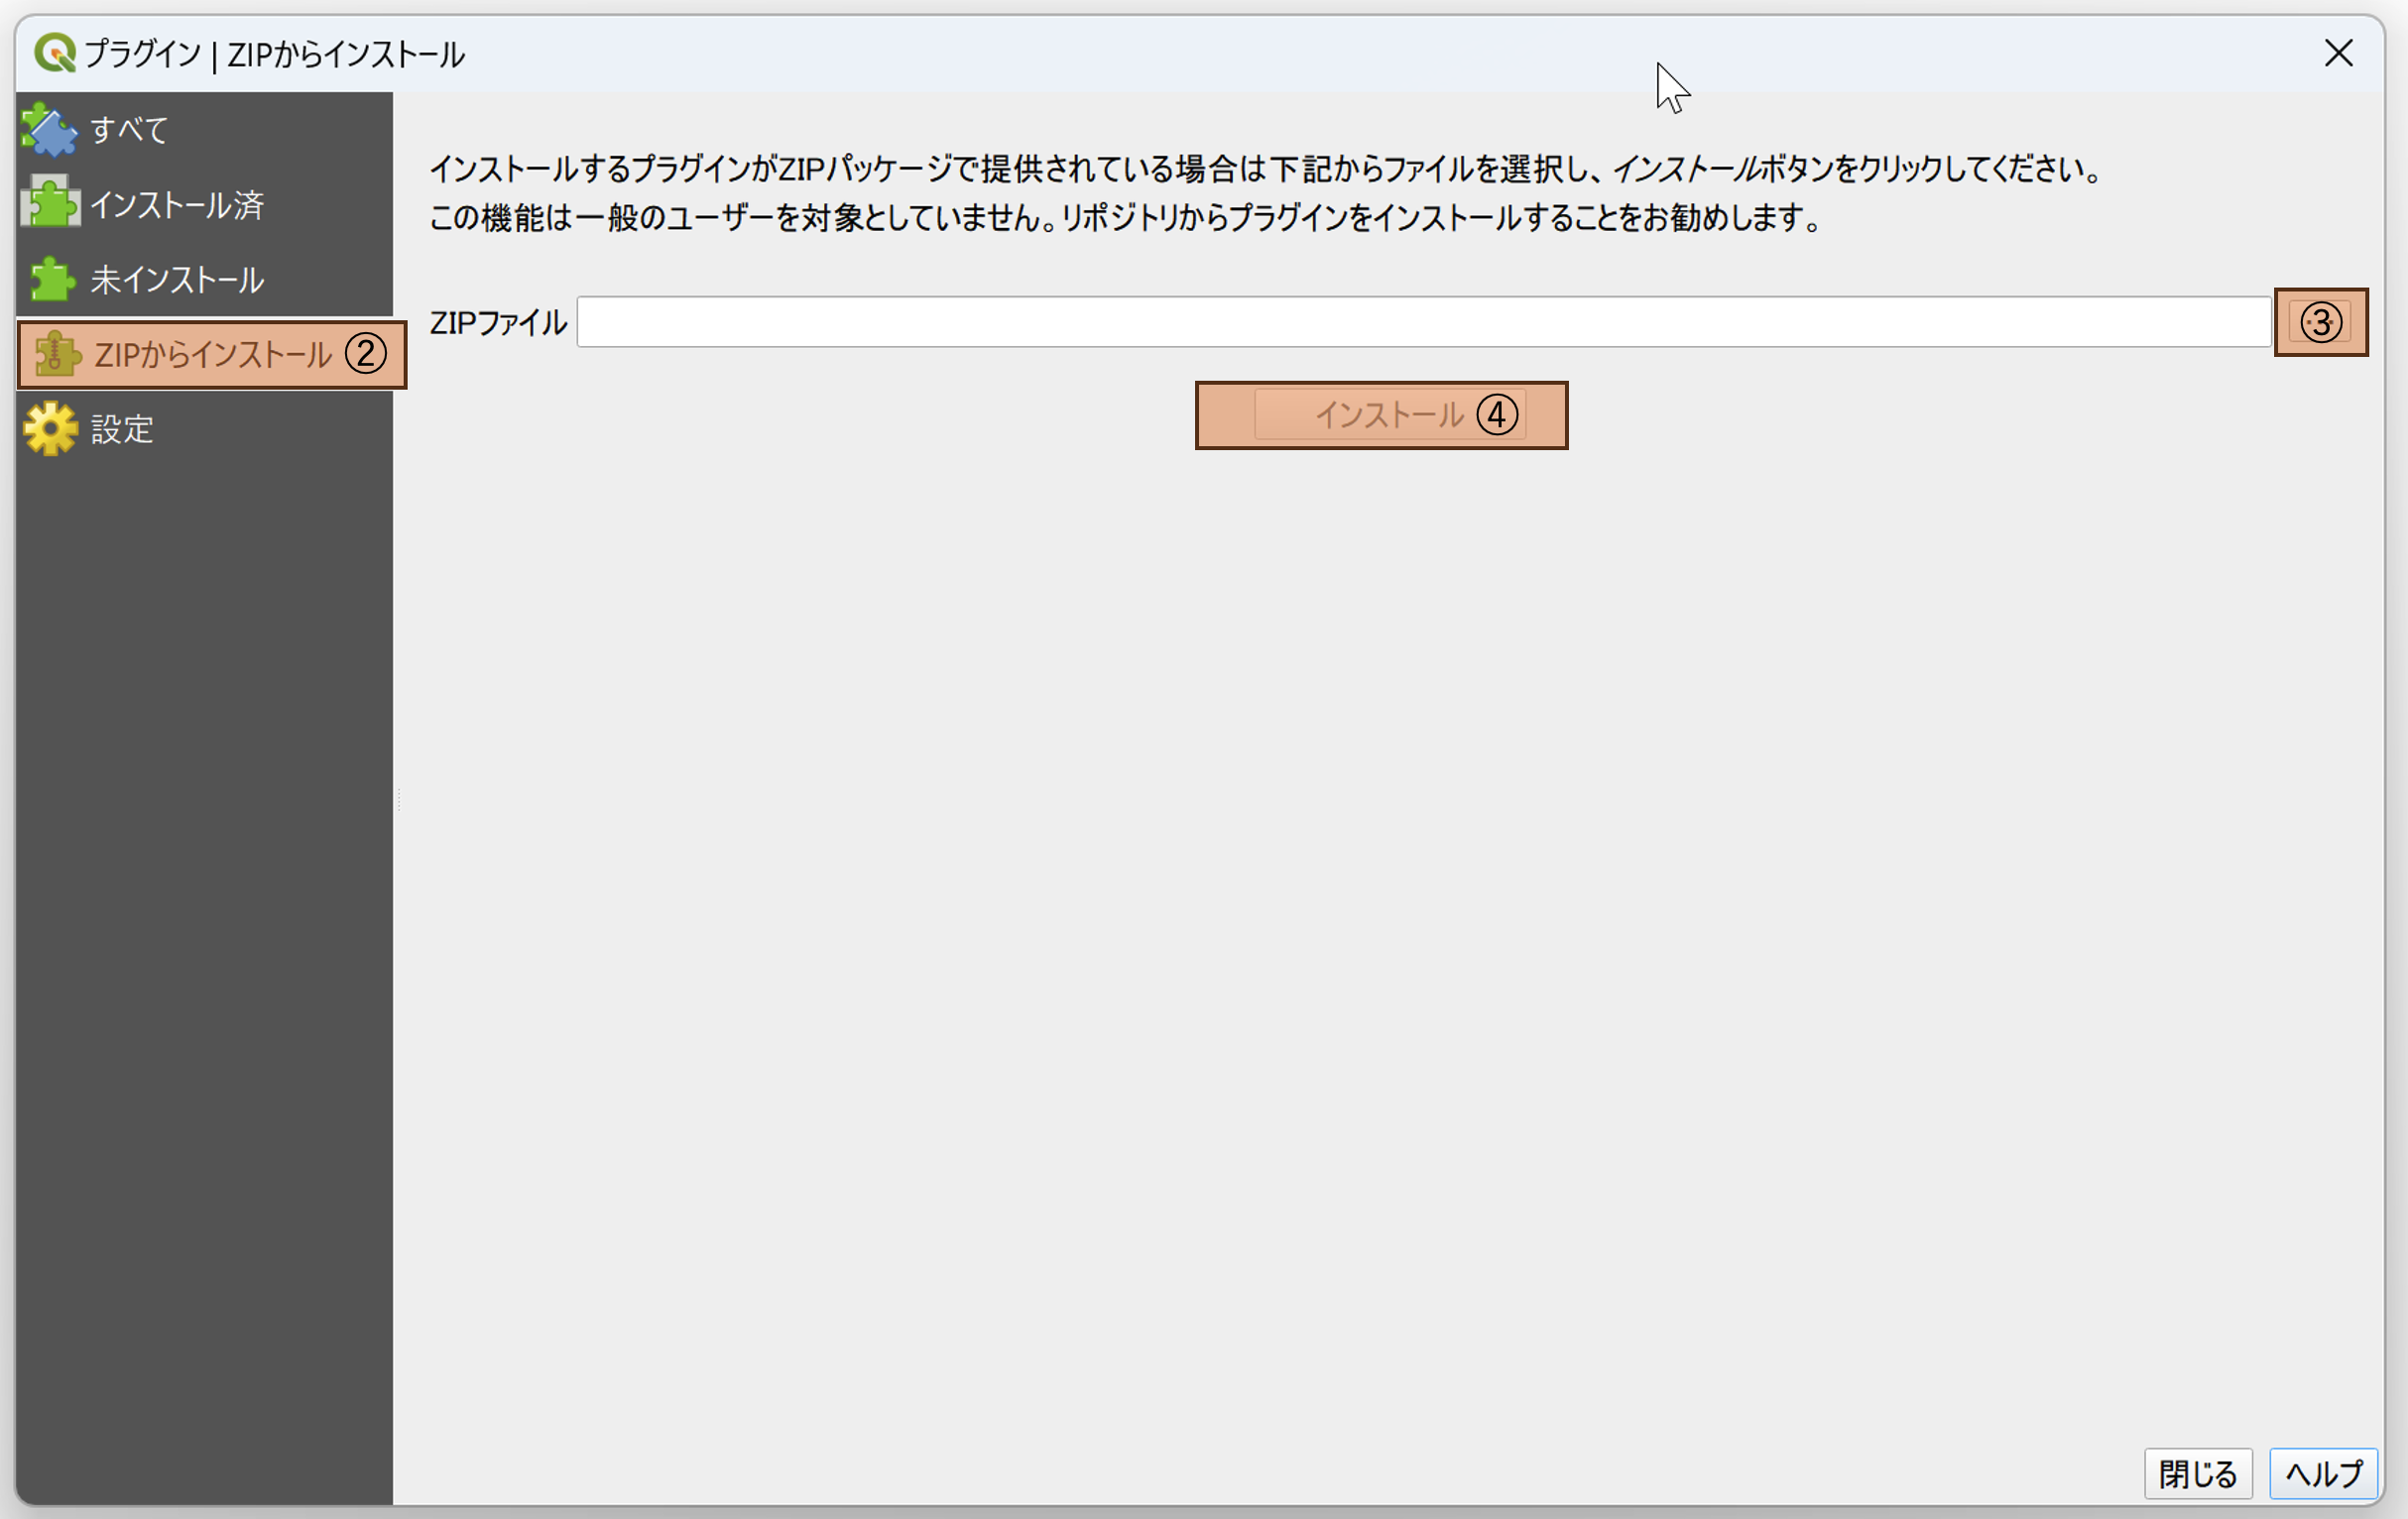 プラグイン | ZIPからインストール
すべて
インストール済
未インストール
ZIPからインストール ②
設定
インストールするプラグインがZIPパッケージで提供されている場合は下記からファイルを選択し、インストールボタンをクリックしてください。
この機能は一般のユーザーを対象としていません。リポジトリからプラグインをインストールすることをお勧めします。
ZIPファイル
③
インストール ④
閉じる
ヘルプ